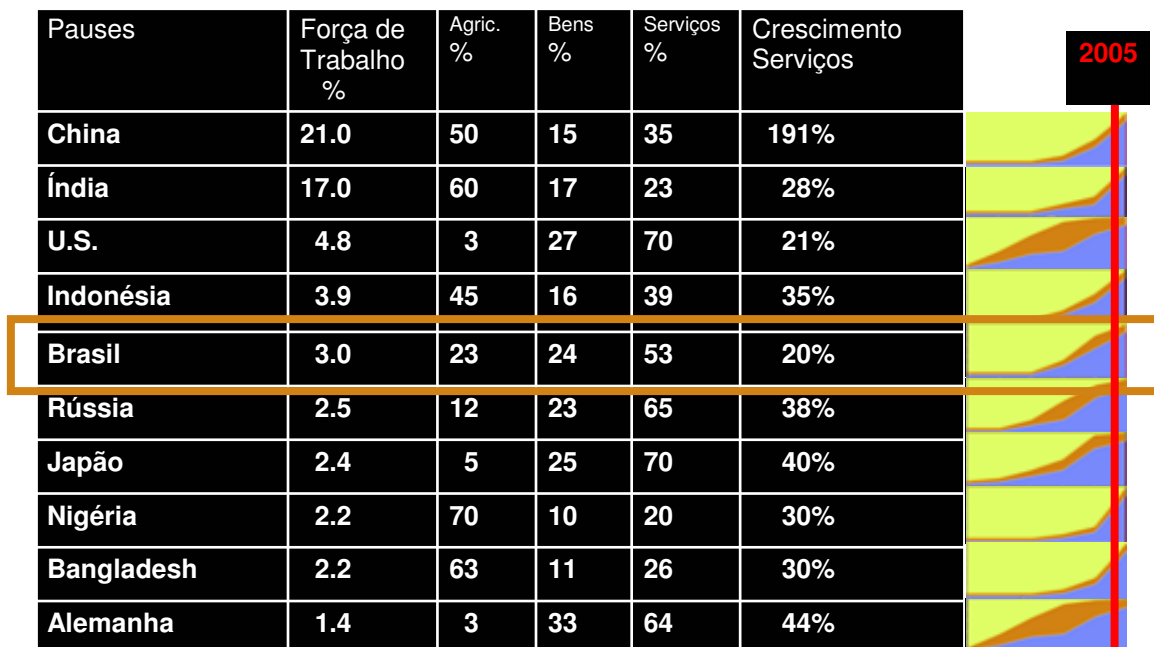 Pauses Força de Trabalho % Agric. % Bens % Serviços % Crescimento Serviços 2005
China 21.0 50 15 35 191%
Índia 17.0 60 17 23 28%
U.S. 4.8 3 27 70 21%
Indonésia 3.9 45 16 39 35%
Brasil 3.0 23 24 53 20%
Rússia 2.5 12 23 65 38%
Japão 2.4 5 25 70 40%
Nigéria 2.2 70 10 20 30%
Bangladesh 2.2 63 11 26 30%
Alemanha 1.4 3 33 64 44%